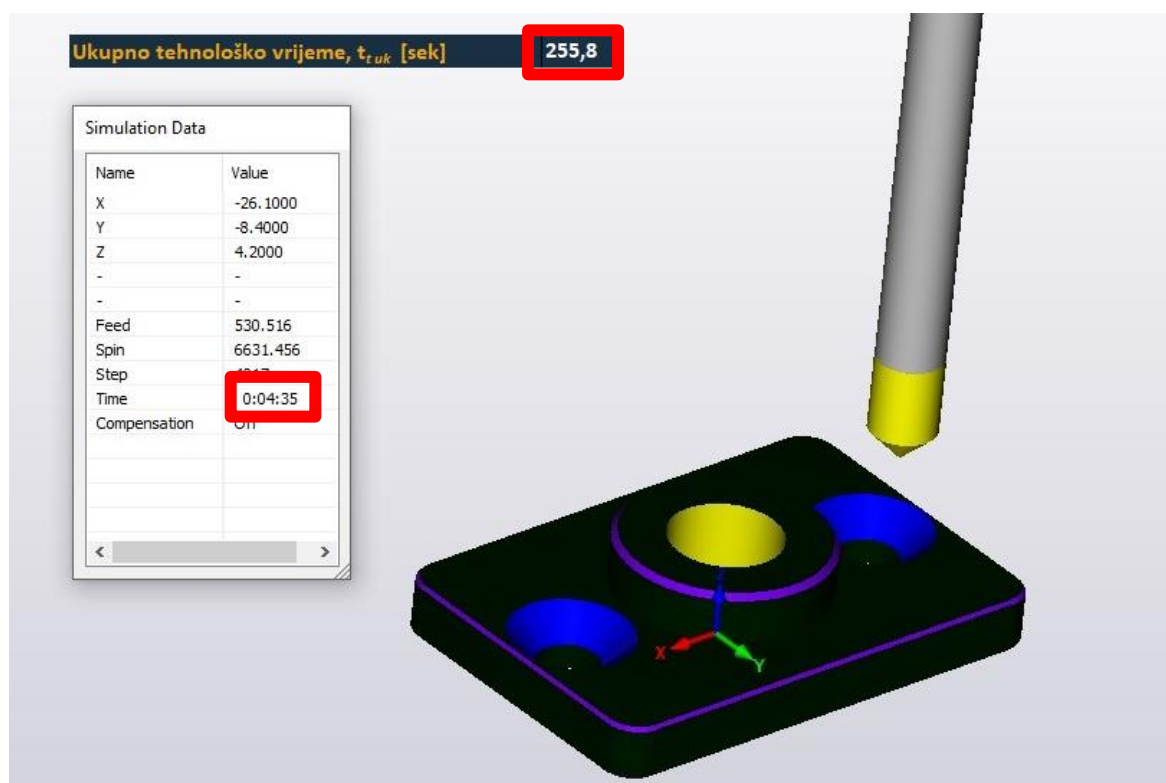 Ukupno tehnološko vrijeme, t_tuk [sek] 255,8
Simulation Data
Name Value
X -26.1000
Y -8.4000
Z 4.2000
- -
- -
Feed 530.516
Spin 6631.456
Step
Time 0:04:35
Compensation
X
Y